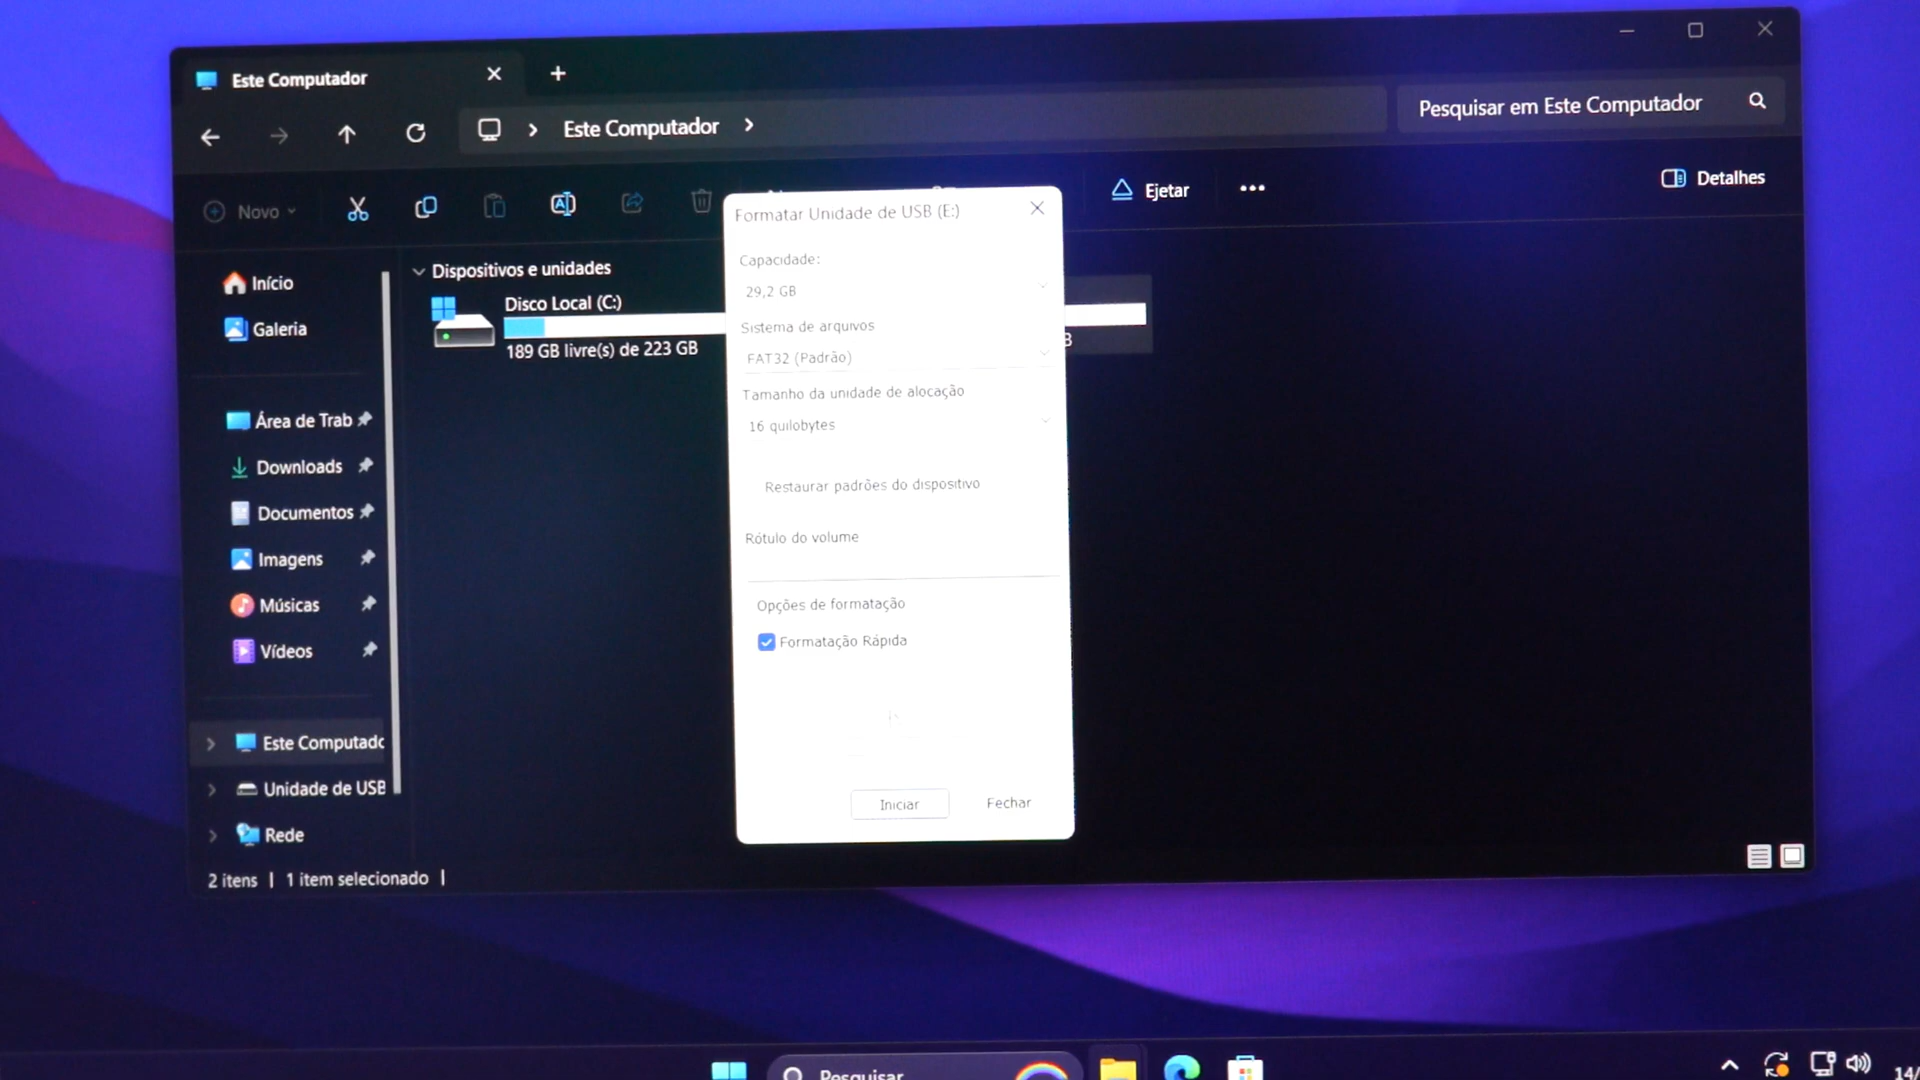 Este Computador
Este Computador
Pesquisar em Este Computador
Novo
Ejetar
Detalhes
Formatar Unidade de USB (E:)
Capacidade:
29,2 GB
Sistema de arquivos
FAT32 (Padrão)
Tamanho da unidade de alocação
16 quilobytes
Restaurar padrões do dispositivo
Rótulo do volume
Opções de formatação
Formatação Rápida
Iniciar
Fechar
Início
Galeria
Área de Trab
Downloads
Documentos
Imagens
Músicas
Vídeos
Este Computad
Unidade de USB
Rede
Dispositivos e unidades
Disco Local (C:)
189 GB livre(s) de 223 GB
2 itens | 1 item selecionado |
Pesquisar
14/